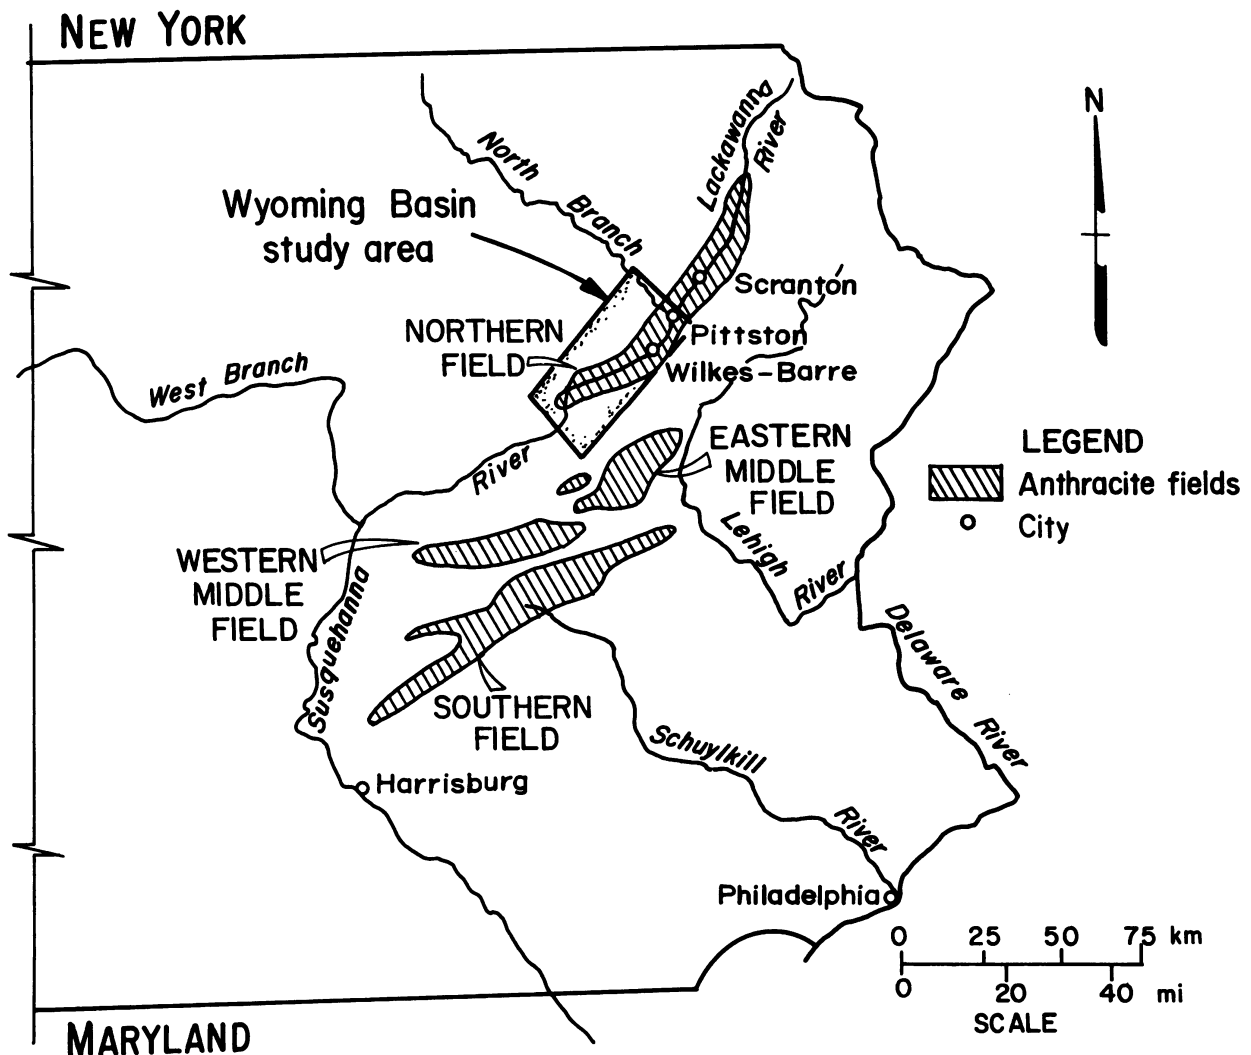 NEW YORK
Lackawanna
River
N
North
Branch
Wyoming Basin
study area
Scranton
NORTHERN
FIELD
Pittston
Wilkes-Barre
West Branch
River
EASTERN
MIDDLE
FIELD
LEGEND
Anthracite fields
City
Lehigh
River
WESTERN
MIDDLE
FIELD
Susquehanna
Delaware
River
SOUTHERN
FIELD
Schuylkill
River
Harrisburg
Philadelphia
0 25 50 75 km
0 20 40 mi
SCALE
MARYLAND